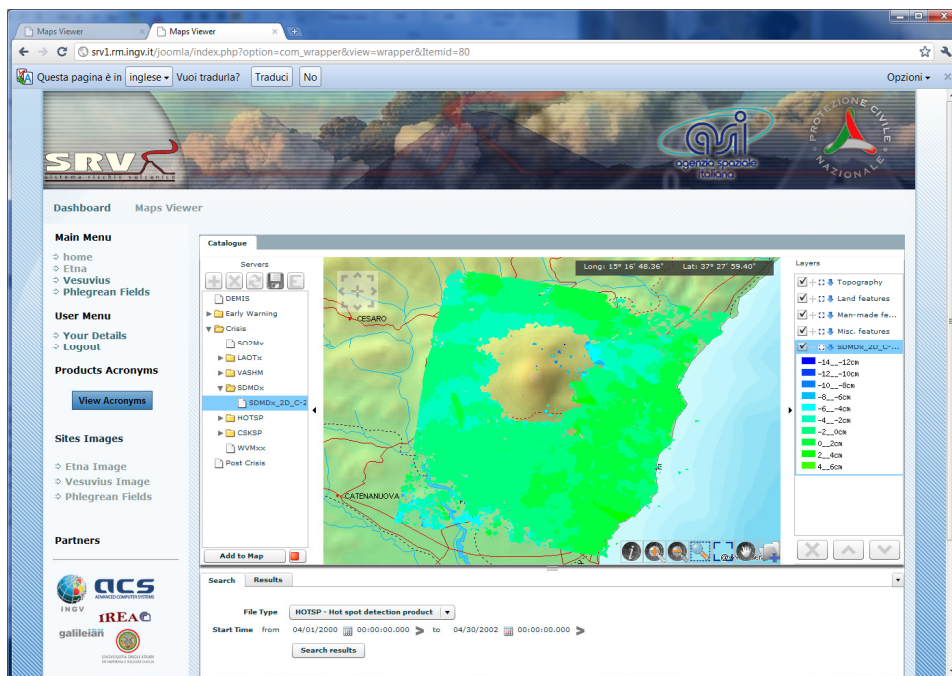 Maps Viewer
Maps Viewer
srv1.rm.ingv.it/joomla/index.php?option=com_wrapper&view=wrapper&Itemid=80
Questa pagina è in inglese Vuoi tradurla? Traduci No Opzioni
SRV
sistema rischio vulcanico
asi
agenzia spaziale
italiana
PROTEZIONE CIVILE
NAZIONALE
Dashboard Maps Viewer
Main Menu
home
Etna
Vesuvius
Phlegrean Fields
User Menu
Your Details
Logout
Products Acronyms
View Acronyms
Sites Images
Etna Image
Vesuvius Image
Phlegrean Fields
Partners
INGV
acs
ADVANCED COMPUTER SYSTEMS
IREA
galileian
Catalogue
Servers
DEMIS
Early Warning
Crisis
SO2Mx
LAOTx
VASHM
SDMDx
SDMDx_2D_C-2
HOTSP
CSKSP
WVMxx
Post Crisis
Add to Map
Long: 15° 16' 48.36" Lat: 37° 27' 59.40"
CESARO
CATENANUOVA
Layers
Topography
Land features
Man-made fe...
Misc. features
SDMDx_2D_C-...
-14__-12cm
-12__-10cm
-10__-8cm
-8__-6cm
-6__-4cm
-4__-2cm
-2__0cm
0__2cm
2__4cm
4__6cm
Search Results
File Type HOTSP - Hot spot detection product
Start Time from 04/01/2000 00:00:00.000 to 04/30/2002 00:00:00.000
Search results